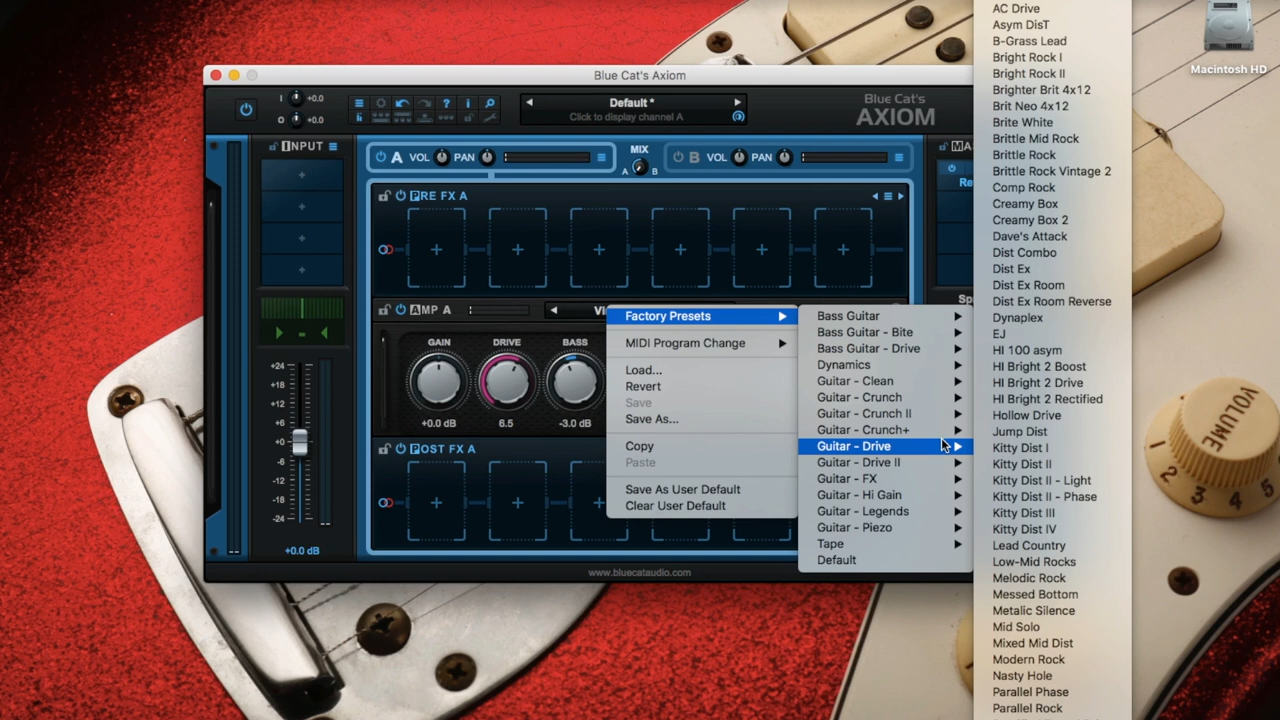 Macintosh HD
Blue Cat's Axiom
I +0.0
O +0.0
Default *
Click to display channel A
Blue Cat's
AXIOM
INPUT
A VOL PAN
MIX
A B
B VOL PAN
PRE FX A
AMP A
GAIN DRIVE BASS
+0.0 dB 6.5 -3.0 dB
POST FX A
+24
+18
+12
+6
+0
-6
-12
-18
-24
+0.0 dB
www.bluecataudio.com
Factory Presets
MIDI Program Change
Load...
Revert
Save
Save As...
Copy
Paste
Save As User Default
Clear User Default
Bass Guitar
Bass Guitar - Bite
Bass Guitar - Drive
Dynamics
Guitar - Clean
Guitar - Crunch
Guitar - Crunch II
Guitar - Crunch+
Guitar - Drive
Guitar - Drive II
Guitar - FX
Guitar - Hi Gain
Guitar - Legends
Guitar - Piezo
Tape
Default
AC Drive
Asym DisT
B-Grass Lead
Bright Rock I
Bright Rock II
Brighter Brit 4x12
Brit Neo 4x12
Brite White
Brittle Mid Rock
Brittle Rock
Brittle Rock Vintage 2
Comp Rock
Creamy Box
Creamy Box 2
Dave's Attack
Dist Combo
Dist Ex
Dist Ex Room
Dist Ex Room Reverse
Dynaplex
EJ
HI 100 asym
HI Bright 2 Boost
HI Bright 2 Drive
HI Bright 2 Rectified
Hollow Drive
Jump Dist
Kitty Dist I
Kitty Dist II
Kitty Dist II - Light
Kitty Dist II - Phase
Kitty Dist III
Kitty Dist IV
Lead Country
Low-Mid Rocks
Melodic Rock
Messed Bottom
Metalic Silence
Mid Solo
Mixed Mid Dist
Modern Rock
Nasty Hole
Parallel Phase
Parallel Rock
VOLUME
1 2 3 4 5